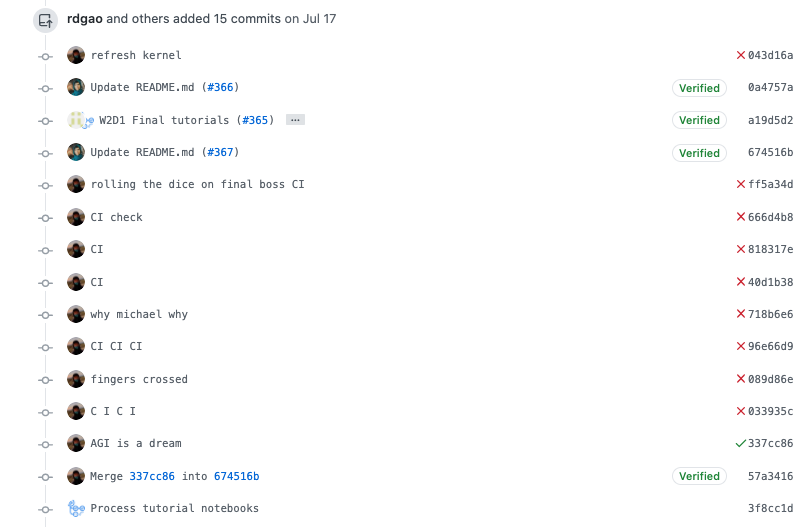 rdgao and others added 15 commits on Jul 17
refresh kernel 043d16a
Update README.md (#366) Verified 0a4757a
W2D1 Final tutorials (#365) ... Verified a19d5d2
Update README.md (#367) Verified 674516b
rolling the dice on final boss CI ff5a34d
CI check 666d4b8
CI 818317e
CI 40d1b38
why michael why 718b6e6
CI CI CI 96e66d9
fingers crossed 089d86e
C I C I 033935c
AGI is a dream 337cc86
Merge 337cc86 into 674516b Verified 57a3416
Process tutorial notebooks 3f8cc1d